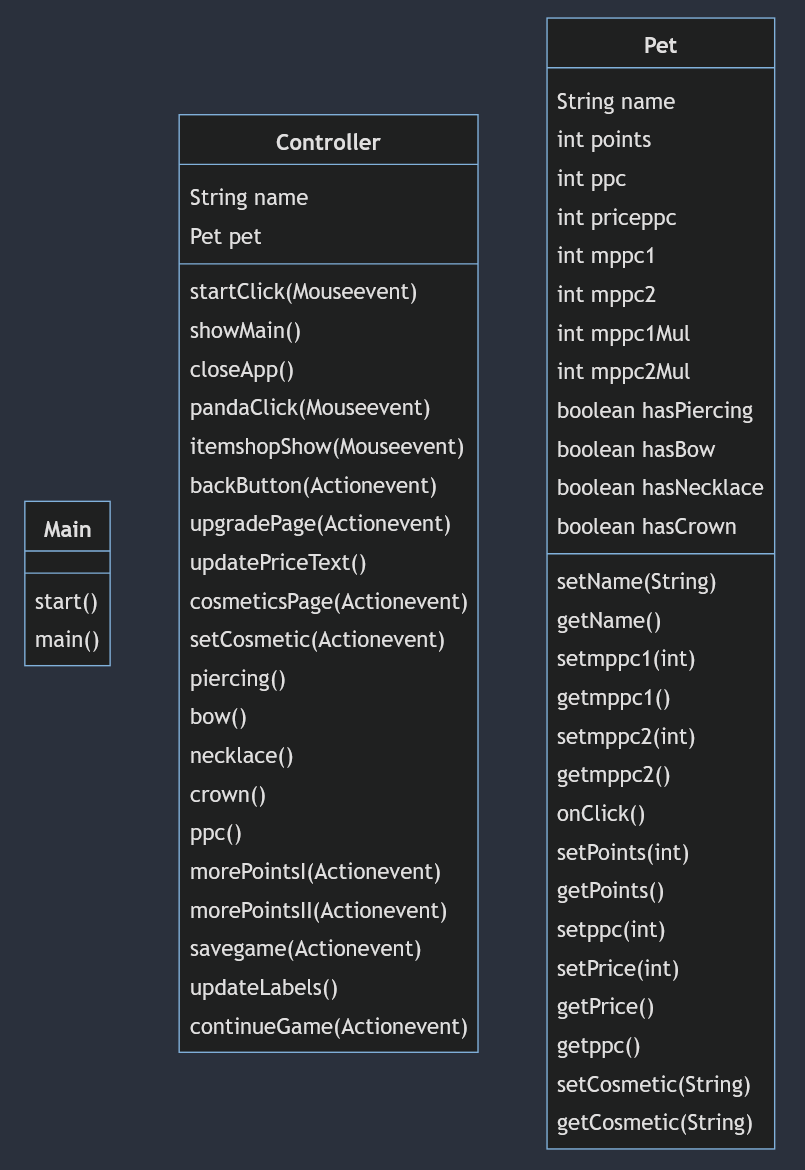 Main
start()
main()
Controller
String name
Pet pet
startClick(Mouseevent)
showMain()
closeApp()
pandaClick(Mouseevent)
itemshopShow(Mouseevent)
backButton(Actionevent)
upgradePage(Actionevent)
updatePriceText()
cosmeticsPage(Actionevent)
setCosmetic(Actionevent)
piercing()
bow()
necklace()
crown()
ppc()
morePointsI(Actionevent)
morePointsII(Actionevent)
savegame(Actionevent)
updateLabels()
continueGame(Actionevent)
Pet
String name
int points
int ppc
int priceppc
int mppc1
int mppc2
int mppc1Mul
int mppc2Mul
boolean hasPiercing
boolean hasBow
boolean hasNecklace
boolean hasCrown
setName(String)
getName()
setmppc1(int)
getmppc1()
setmppc2(int)
getmppc2()
onClick()
setPoints(int)
getPoints()
setppc(int)
setPrice(int)
getPrice()
getppc()
setCosmetic(String)
getCosmetic(String)